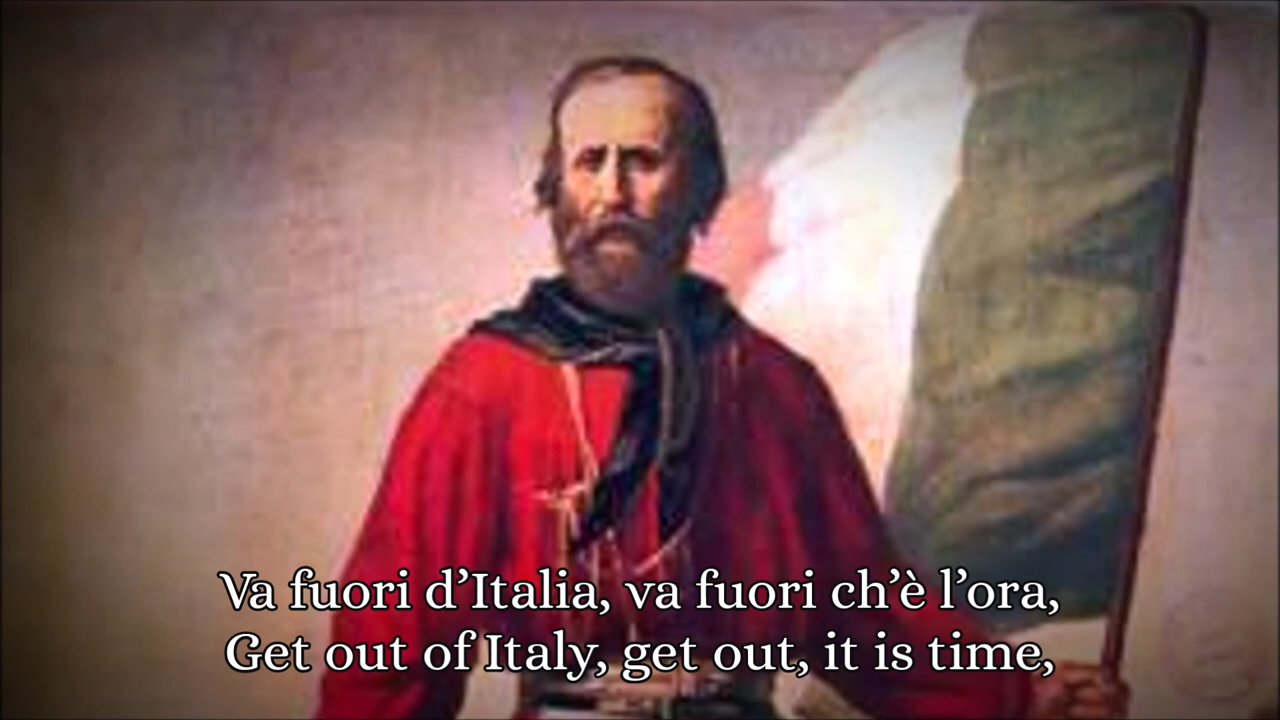 Va fuori d’Italia, va fuori ch’è l’ora,
Get out of Italy, get out, it is time,